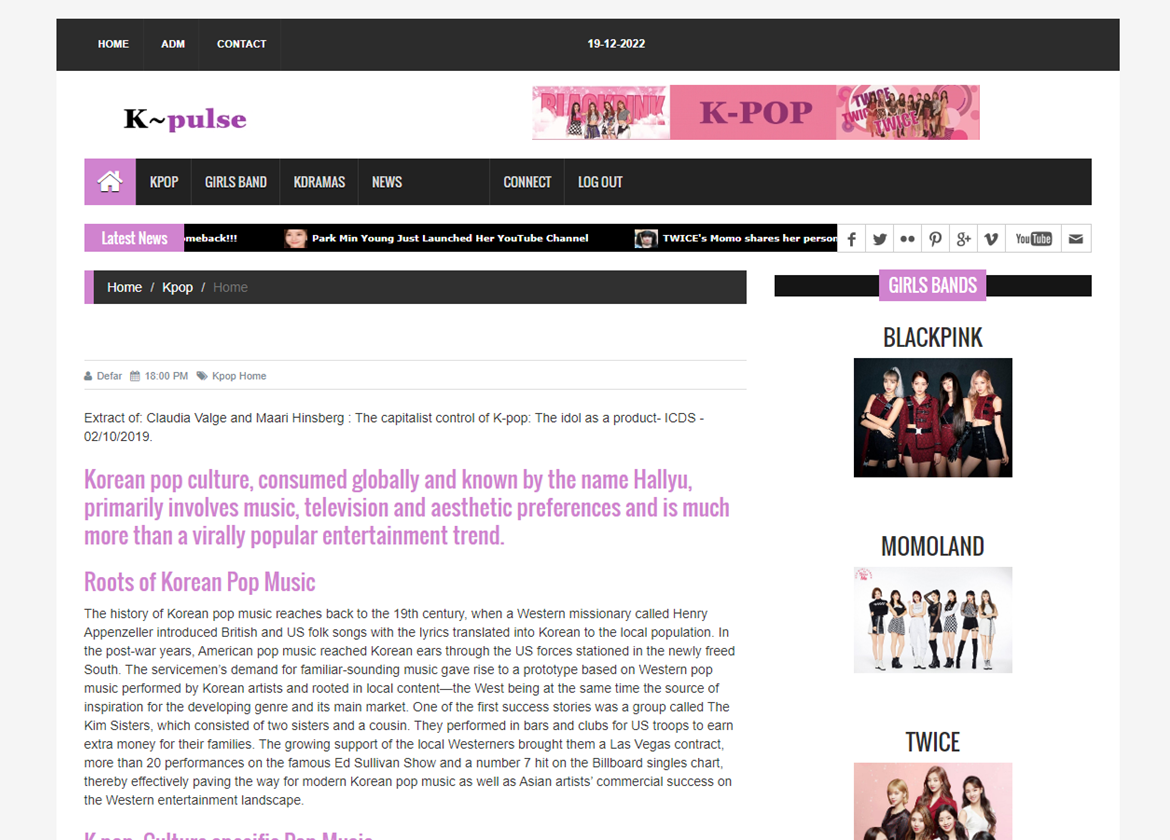 HOME ADM CONTACT 19-12-2022
K~pulse
BLACKPINK K-POP TWICE TWICE TWICE TWICE
KPOP GIRLS BAND KDRAMAS NEWS CONNECT LOG OUT
Latest News meback!!! Park Min Young Just Launched Her YouTube Channel TWICE's Momo shares her person
You Tube
Home / Kpop / Home
GIRLS BANDS
BLACKPINK
Defar 18:00 PM Kpop Home
Extract of: Claudia Valge and Maari Hinsberg : The capitalist control of K-pop: The idol as a product- ICDS -
02/10/2019.
Korean pop culture, consumed globally and known by the name Hallyu,
primarily involves music, television and aesthetic preferences and is much
more than a virally popular entertainment trend.
Roots of Korean Pop Music
The history of Korean pop music reaches back to the 19th century, when a Western missionary called Henry
Appenzeller introduced British and US folk songs with the lyrics translated into Korean to the local population. In
the post-war years, American pop music reached Korean ears through the US forces stationed in the newly freed
South. The servicemen's demand for familiar-sounding music gave rise to a prototype based on Western pop
music performed by Korean artists and rooted in local content—the West being at the same time the source of
inspiration for the developing genre and its main market. One of the first success stories was a group called The
Kim Sisters, which consisted of two sisters and a cousin. They performed in bars and clubs for US troops to earn
extra money for their families. The growing support of the local Westerners brought them a Las Vegas contract,
more than 20 performances on the famous Ed Sullivan Show and a number 7 hit on the Billboard singles chart,
thereby effectively paving the way for modern Korean pop music as well as Asian artists' commercial success on
the Western entertainment landscape.
MOMOLAND
TWICE